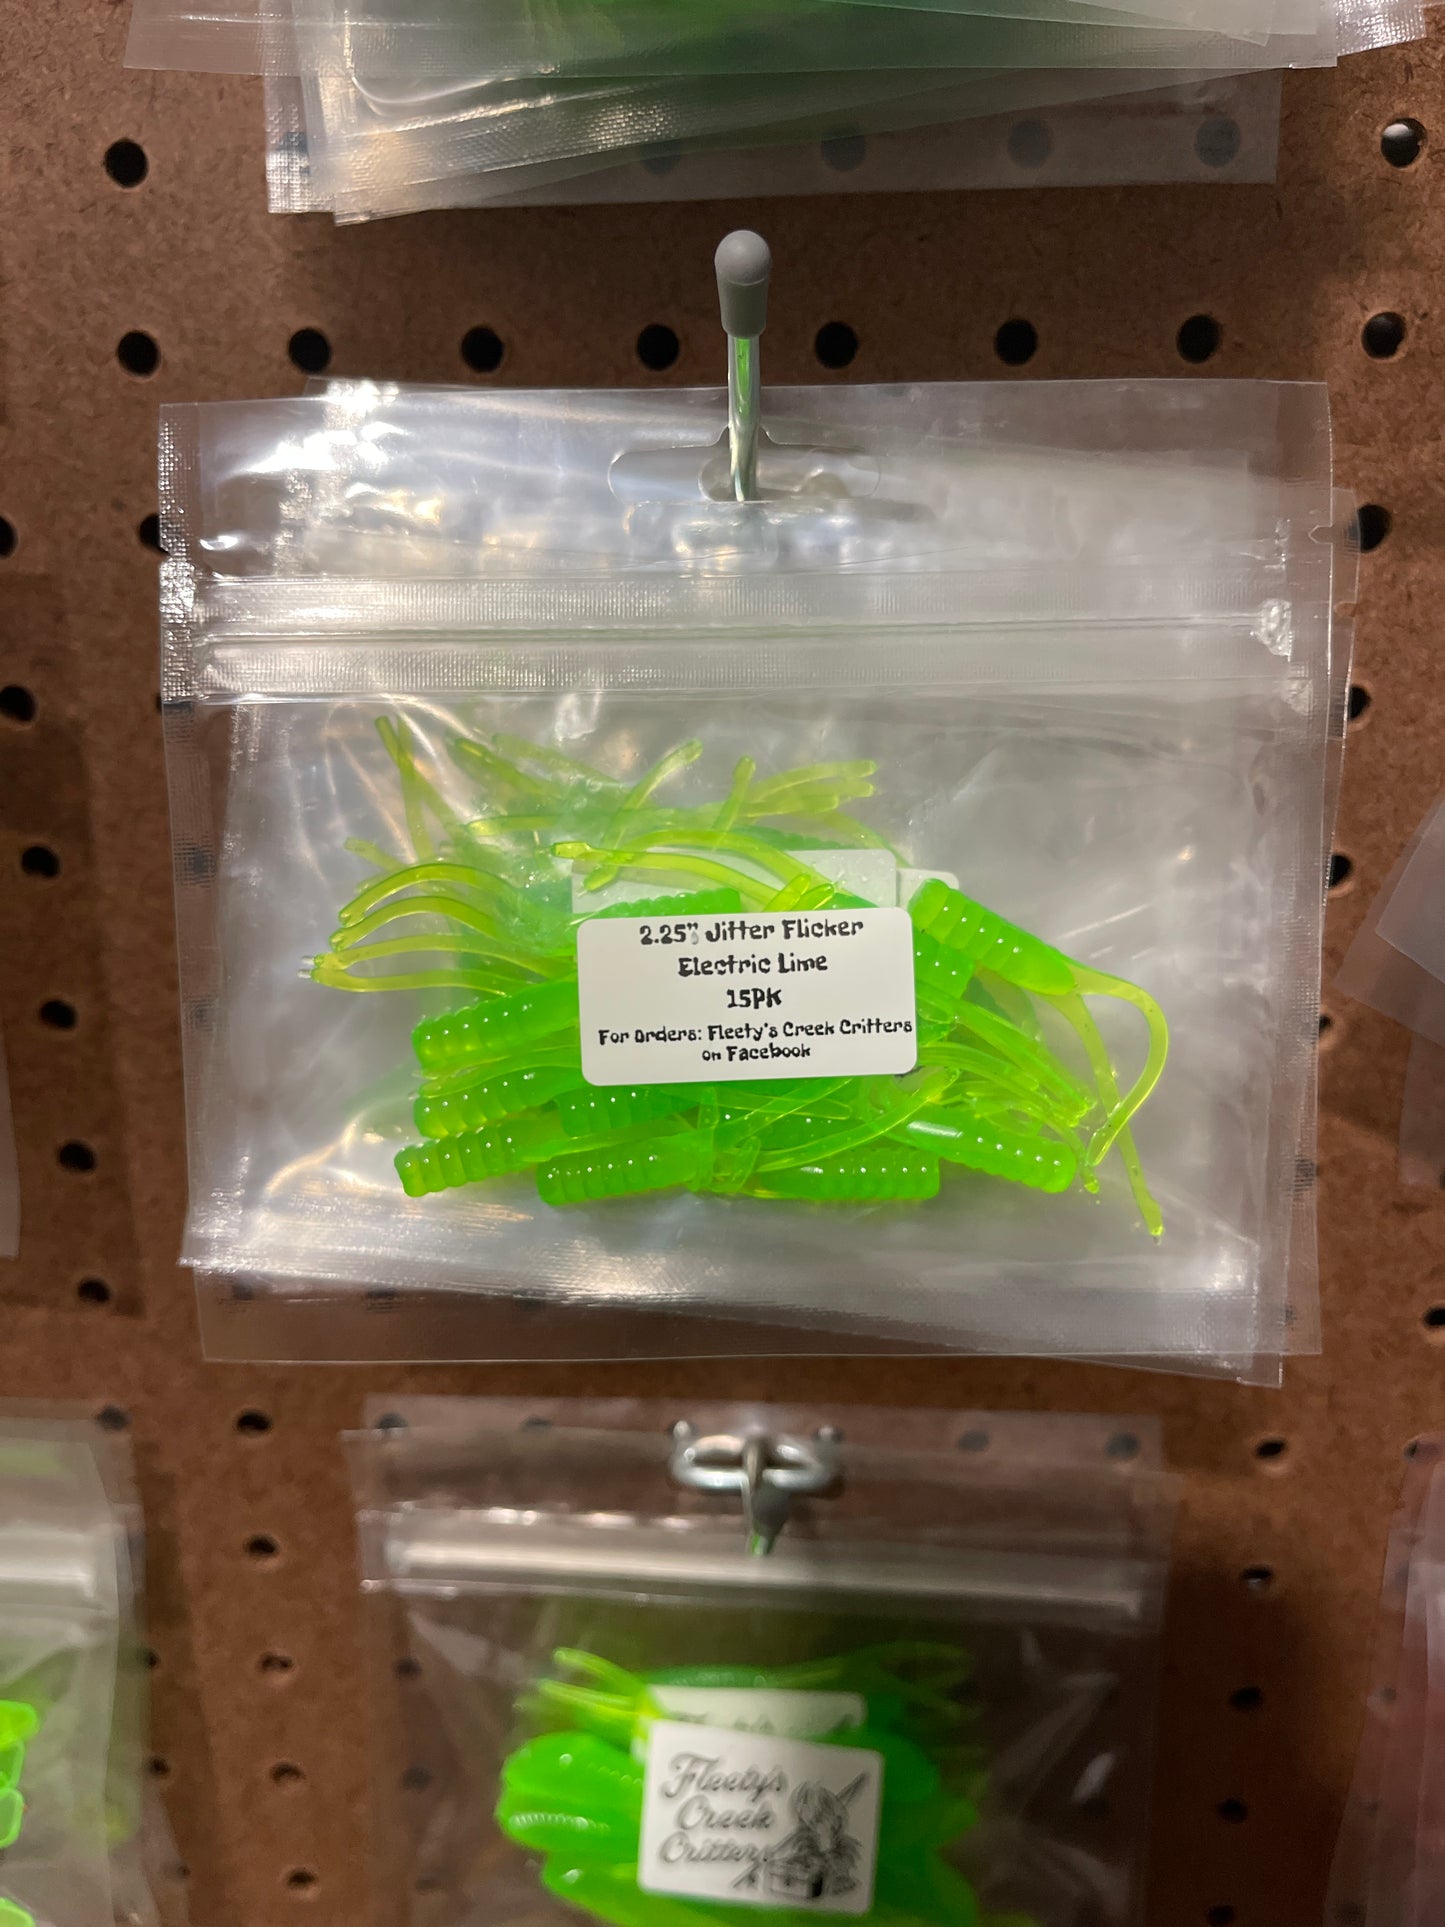 2.25" Jitter Flicker
Electric Lime
15PK
For Orders: Fleety's Creek Critters
on Facebook
Fleety's
Creek
Critters